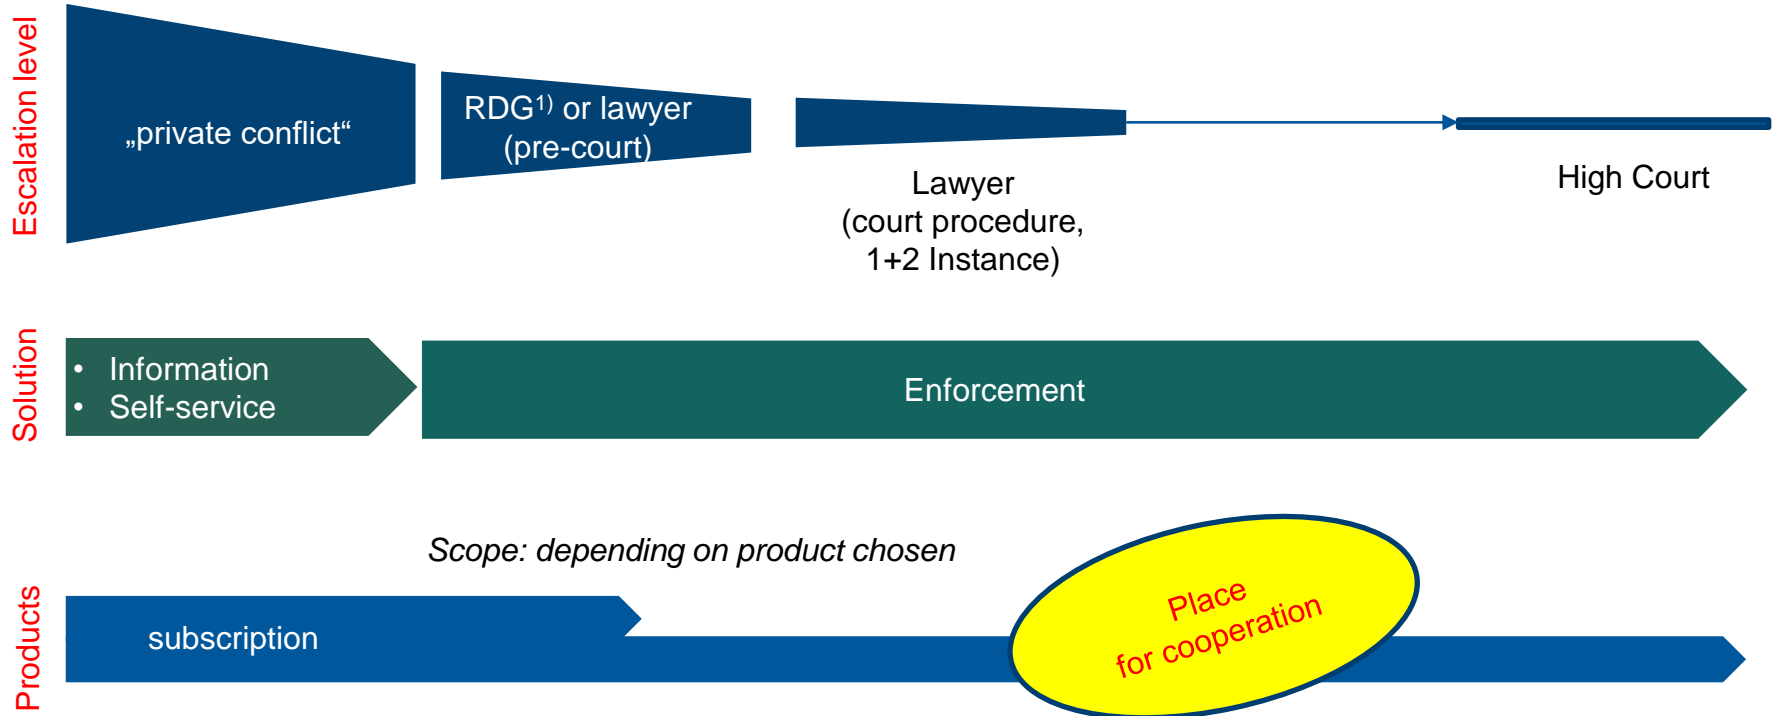 Escalation level
„private conflict“
RDG1) or lawyer
(pre-court)
Lawyer
(court procedure,
1+2 Instance)
High Court
Solution
• Information
• Self-service
Enforcement
Scope: depending on product chosen
Products
subscription
Place
for cooperation